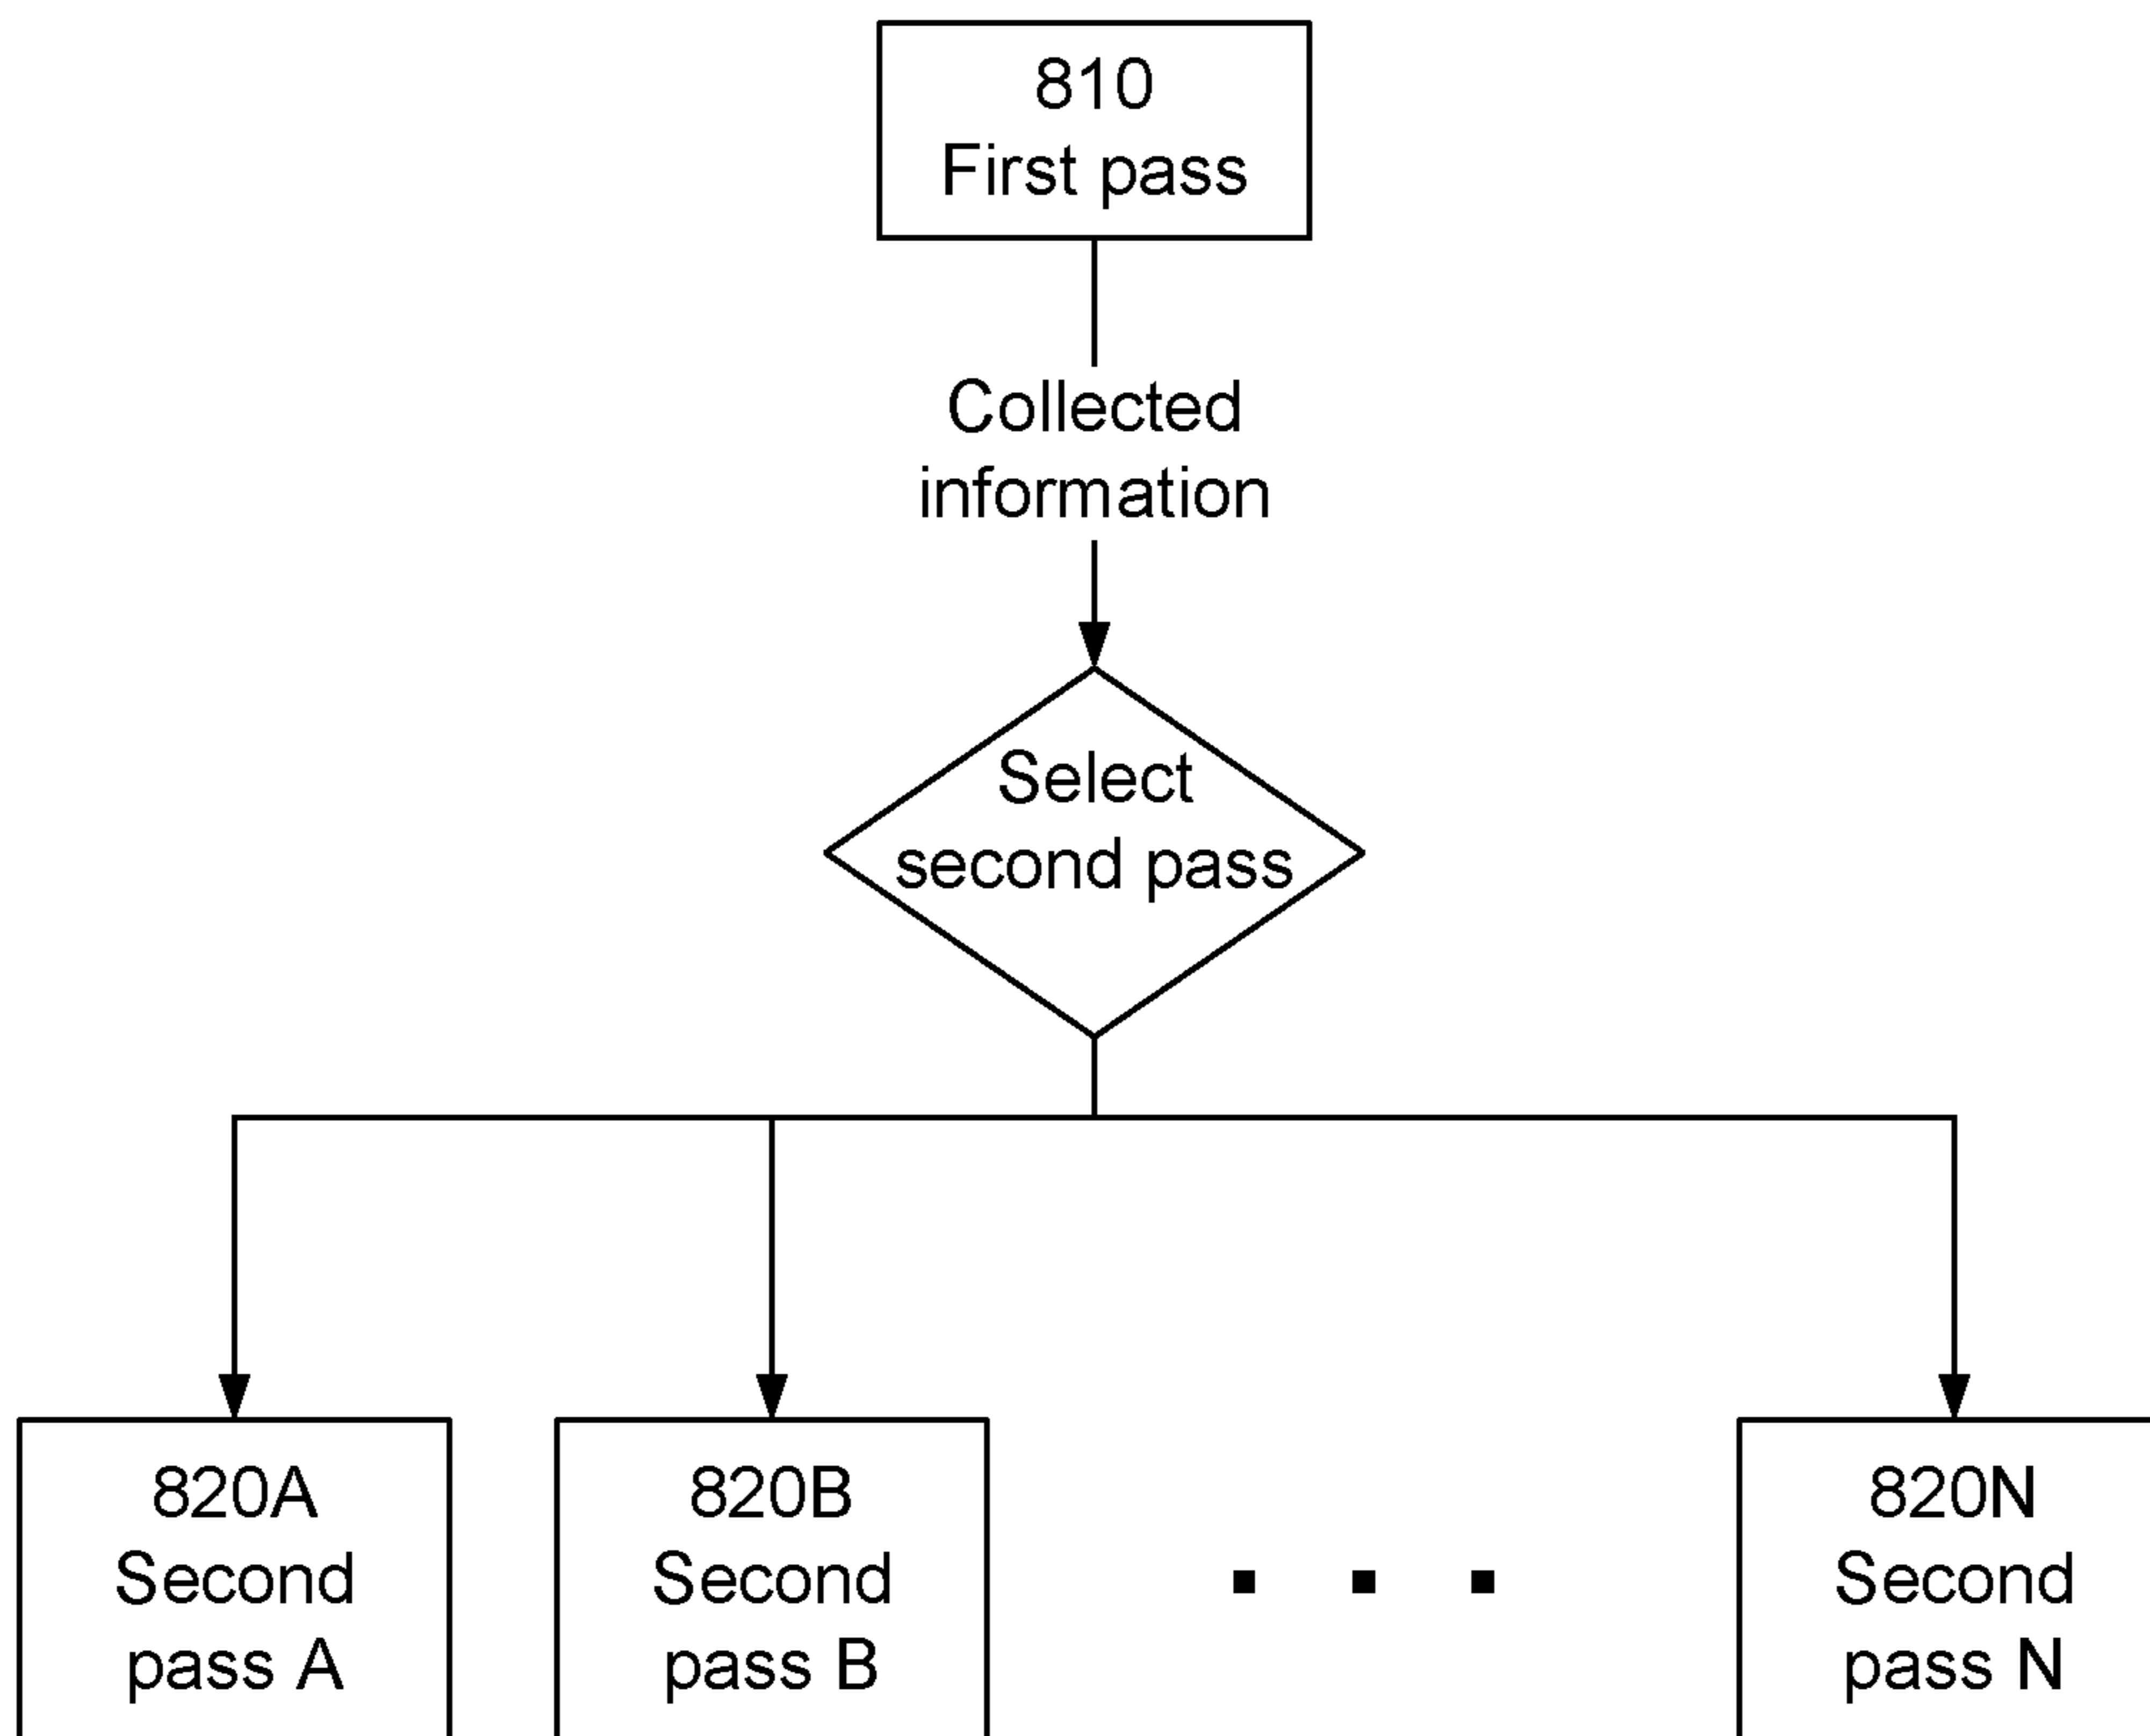 810
First pass
Collected
information
Select
second pass
820A
Second
pass A
820B
Second
pass B
. . .
820N
Second
pass N